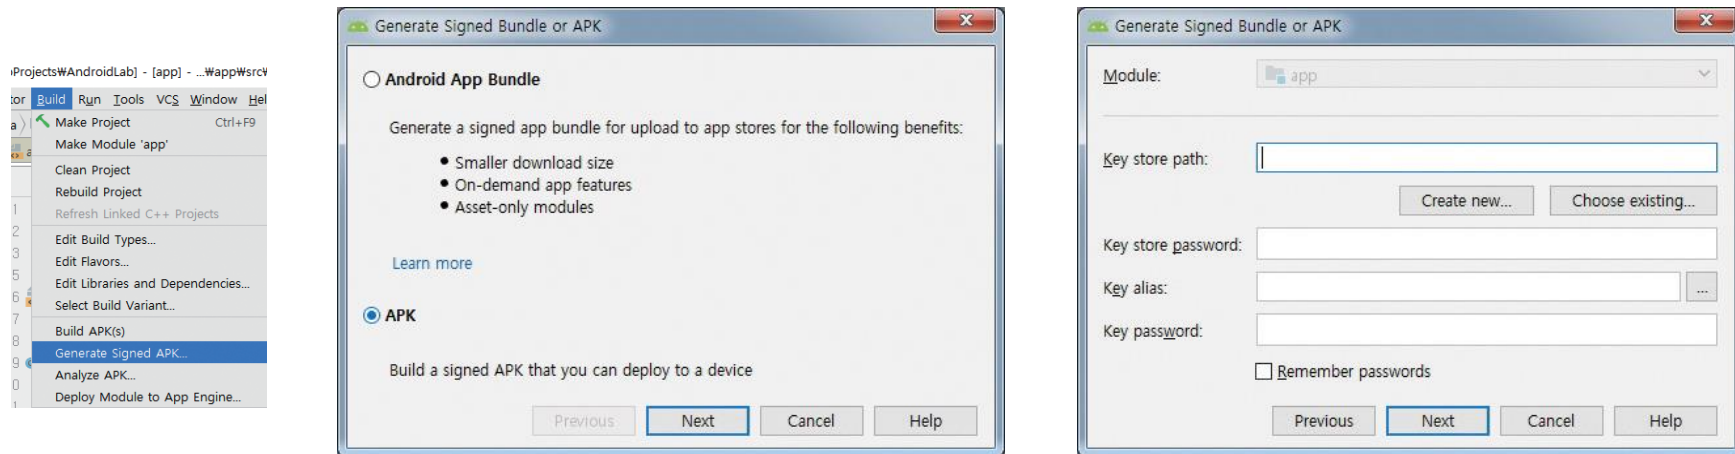 pProjects₩AndroidLab] - [app] - ...₩app₩src₩
tor Build Run Tools VCS Window Hel
Make Project Ctrl+F9
Make Module 'app'
Clean Project
Rebuild Project
Refresh Linked C++ Projects
Edit Build Types...
Edit Flavors...
Edit Libraries and Dependencies...
Select Build Variant...
Build APK(s)
Generate Signed APK...
Analyze APK...
Deploy Module to App Engine...
Generate Signed Bundle or APK
Android App Bundle
Generate a signed app bundle for upload to app stores for the following benefits:
• Smaller download size
• On-demand app features
• Asset-only modules
Learn more
APK
Build a signed APK that you can deploy to a device
Previous Next Cancel Help
Generate Signed Bundle or APK
Module: app
Key store path:
Create new... Choose existing...
Key store password:
Key alias: ...
Key password:
Remember passwords
Previous Next Cancel Help